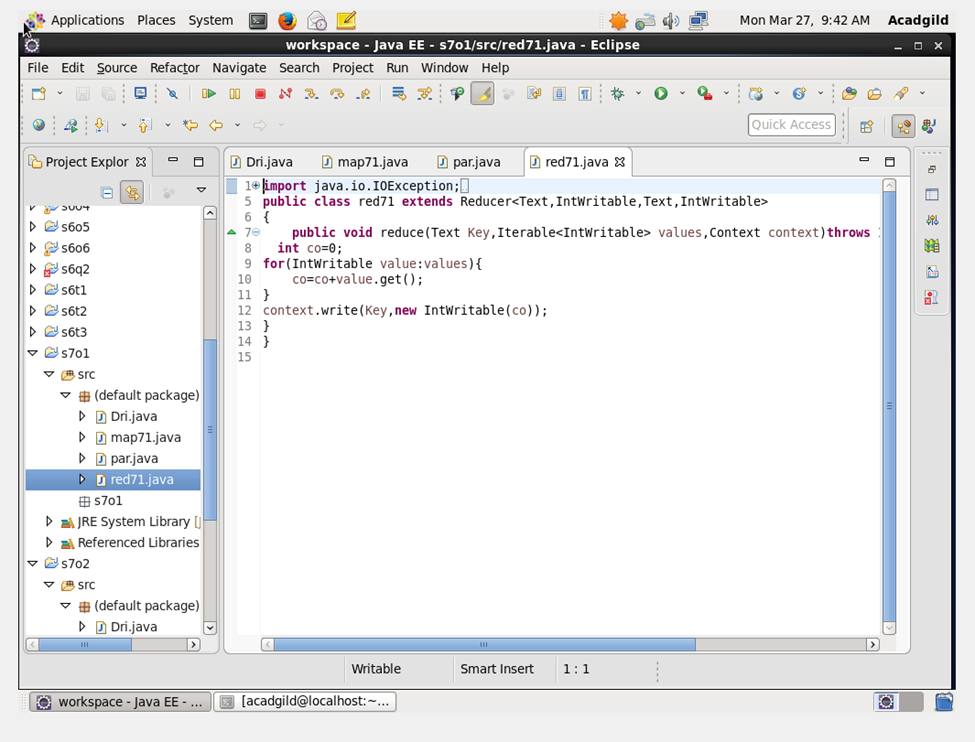 Applications Places System Mon Mar 27, 9:42 AM Acadgild
workspace - Java EE - s7o1/src/red71.java - Eclipse
File Edit Source Refactor Navigate Search Project Run Window Help
Quick Access
Project Explor
s6o4
s6o5
s6o6
s6q2
s6t1
s6t2
s6t3
s7o1
src
(default package)
Dri.java
map71.java
par.java
red71.java
s7o1
JRE System Library [
Referenced Libraries
s7o2
src
(default package)
Dri.java
Dri.java map71.java par.java red71.java
1 import java.io.IOException;
5 public class red71 extends Reducer<Text,IntWritable,Text,IntWritable>
6 {
7 public void reduce(Text Key,Iterable<IntWritable> values,Context context)throws
8 int co=0;
9 for(IntWritable value:values){
10 co=co+value.get();
11 }
12 context.write(Key,new IntWritable(co));
13 }
14 }
15
Writable Smart Insert 1 : 1
workspace - Java EE - ... [acadgild@localhost:~...